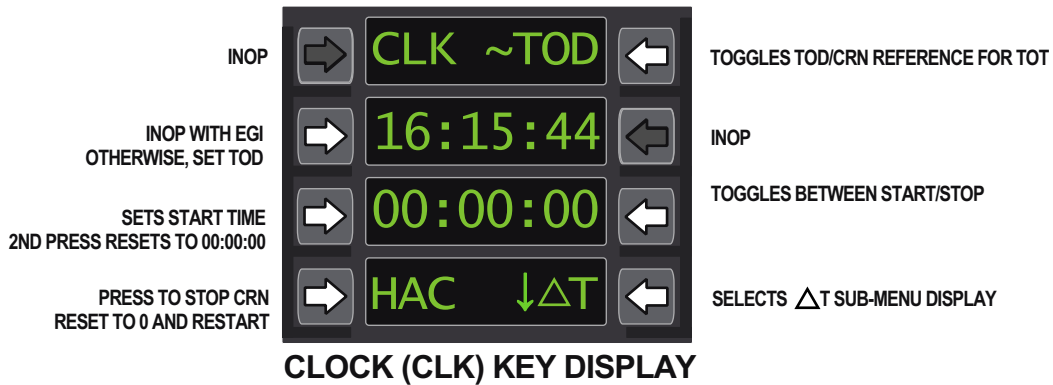 INOP
CLK ~TOD
TOGGLES TOD/CRN REFERENCE FOR TOT
INOP WITH EGI
OTHERWISE, SET TOD
16:15:44
INOP
SETS START TIME
2ND PRESS RESETS TO 00:00:00
00:00:00
TOGGLES BETWEEN START/STOP
PRESS TO STOP CRN
RESET TO 0 AND RESTART
HAC ↓△T
SELECTS △T SUB-MENU DISPLAY
CLOCK (CLK) KEY DISPLAY